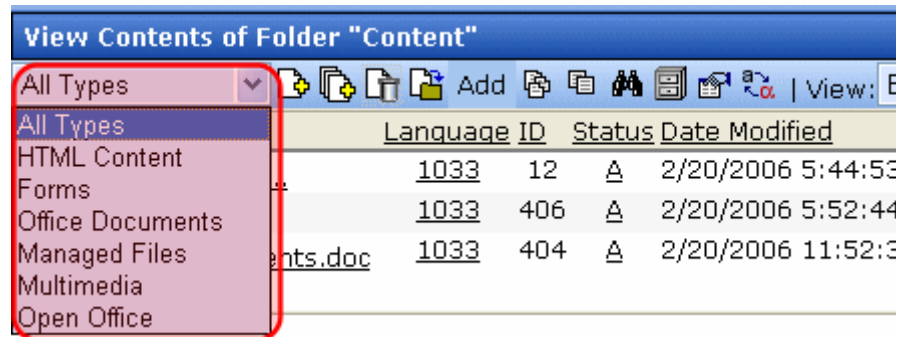 View Contents of Folder "Content"
All Types Add | View:
All Types Language ID Status Date Modified
HTML Content 1033 12 A 2/20/2006 5:44:53
Forms
Office Documents 1033 406 A 2/20/2006 5:52:44
Managed Files ents.doc 1033 404 A 2/20/2006 11:52:3
Multimedia
Open Office